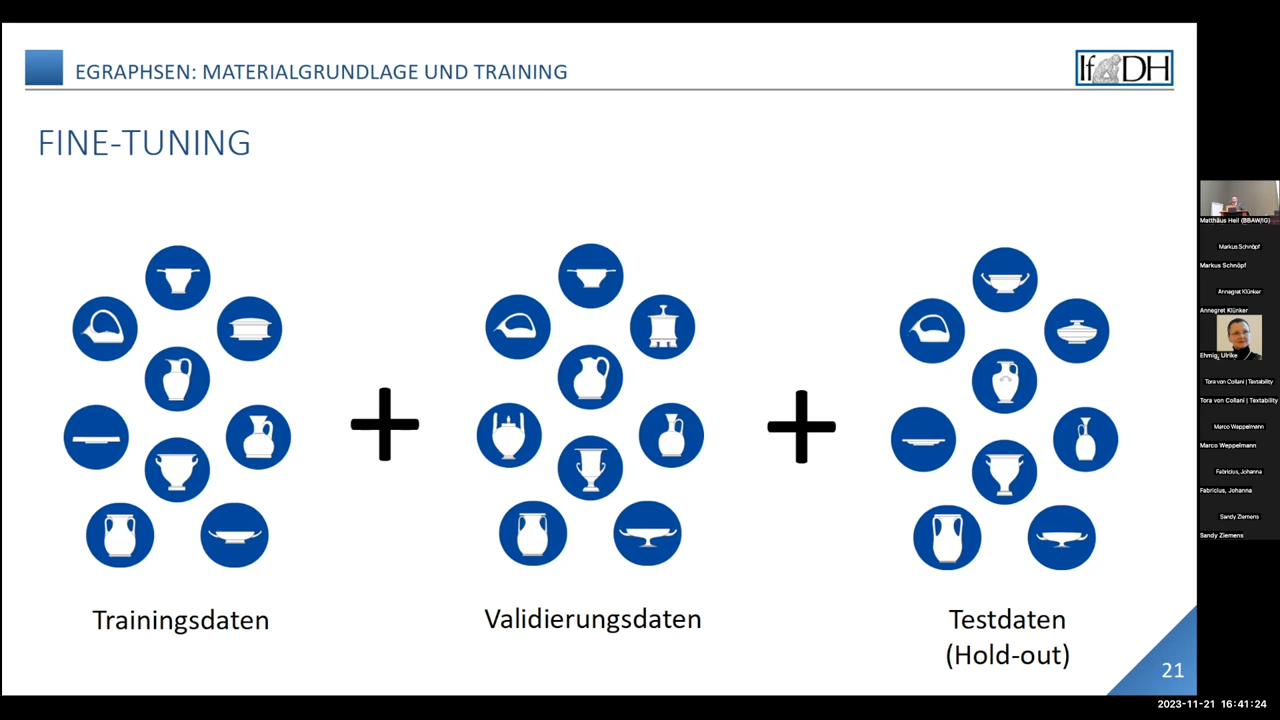 EGRAPHSEN: MATERIALGRUNDLAGE UND TRAINING
IfDH
FINE-TUNING
Trainingsdaten
Validierungsdaten
Testdaten
(Hold-out)
21
Matthäus Heil (BBAW/IG)
Markus Schnöpf
Markus Schnöpf
Annegret Klünker
Annegret Klünker
Ehmig, Ulrike
Tora von Collani | Textability
Tora von Collani | Textability
Marco Weppelmann
Marco Weppelmann
Fabricius, Johanna
Fabricius, Johanna
Sandy Ziemens
Sandy Ziemens
2023-11-21 16:41:24